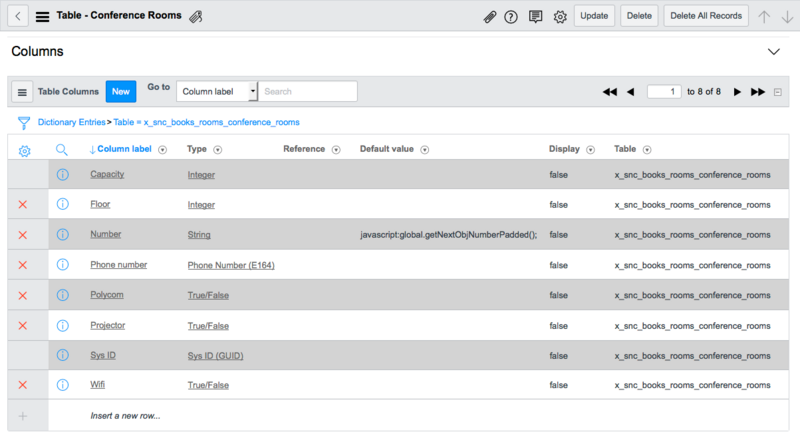 Table - Conference Rooms Update Delete Delete All Records
Columns
Table Columns New Go to Column label Search 1 to 8 of 8
Dictionary Entries > Table = x_snc_books_rooms_conference_rooms
Column label Type Reference Default value Display Table
Capacity Integer false x_snc_books_rooms_conference_rooms
Floor Integer false x_snc_books_rooms_conference_rooms
Number String javascript:global.getNextObjNumberPadded(); false x_snc_books_rooms_conference_rooms
Phone number Phone Number (E164) false x_snc_books_rooms_conference_rooms
Polycom True/False false x_snc_books_rooms_conference_rooms
Projector True/False false x_snc_books_rooms_conference_rooms
Sys ID Sys ID (GUID) false x_snc_books_rooms_conference_rooms
Wifi True/False false x_snc_books_rooms_conference_rooms
Insert a new row...